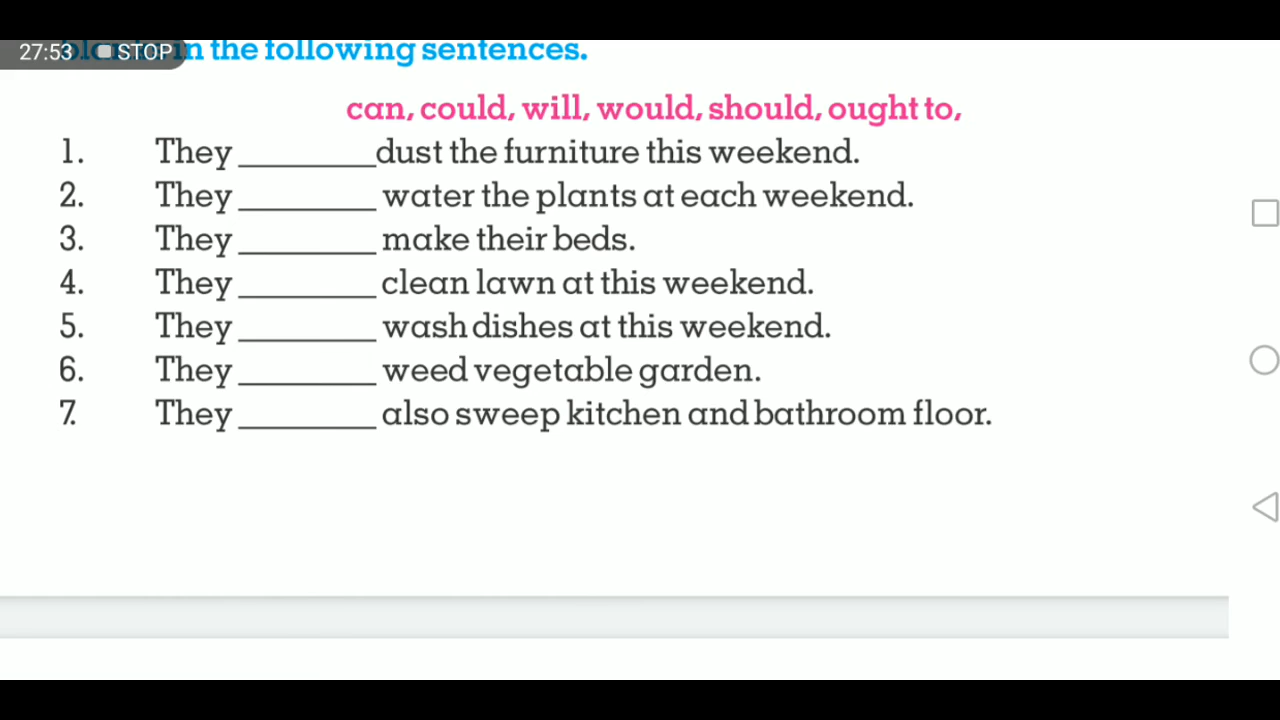 27:53 STOP in the following sentences.
can, could, will, would, should, ought to,
1. They ________dust the furniture this weekend.
2. They ________ water the plants at each weekend.
3. They ________ make their beds.
4. They ________ clean lawn at this weekend.
5. They ________ wash dishes at this weekend.
6. They ________ weed vegetable garden.
7. They ________ also sweep kitchen and bathroom floor.